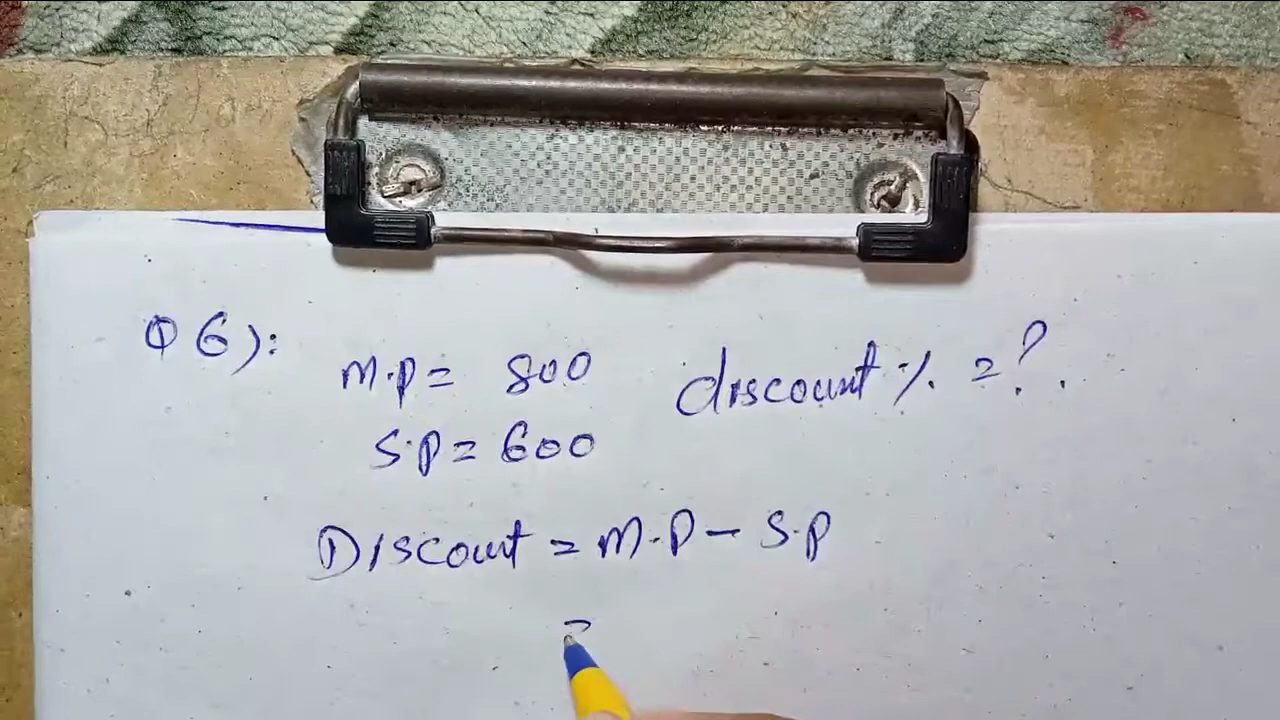 Q 6):
M.P = 800 discount % = ?.
S.P = 600
Discount = M.P - S.P
=